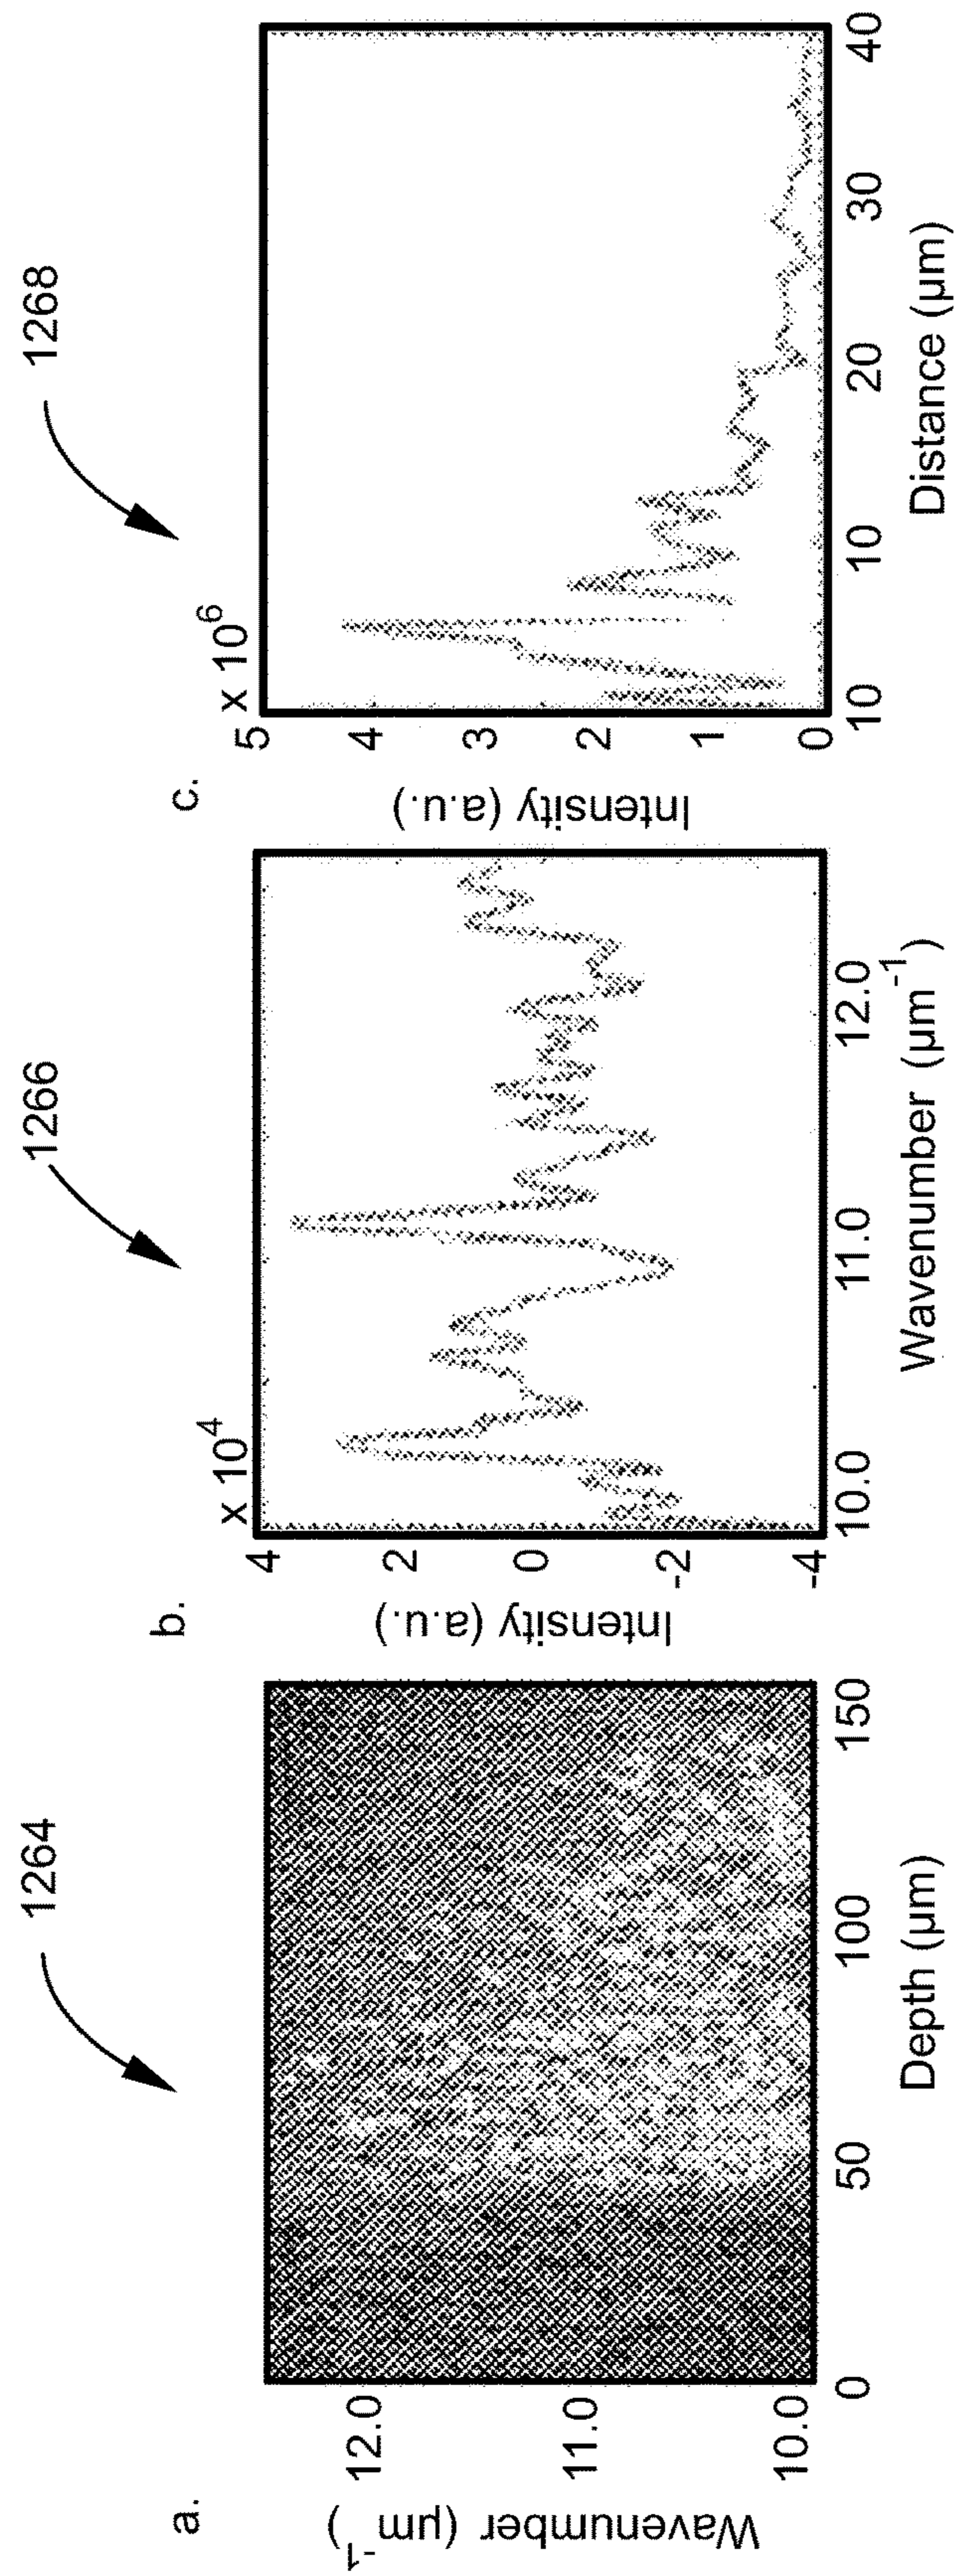 1264
a.
Wavenumber (µm⁻¹)
12.0
11.0
10.0
0
50
100
150
Depth (µm)
1266
b.
x 10⁴
Intensity (a.u.)
4
2
0
-2
-4
10.0
11.0
12.0
Wavenumber (µm⁻¹)
1268
c.
x 10⁶
Intensity (a.u.)
5
4
3
2
1
0
10
10
20
30
40
Distance (µm)